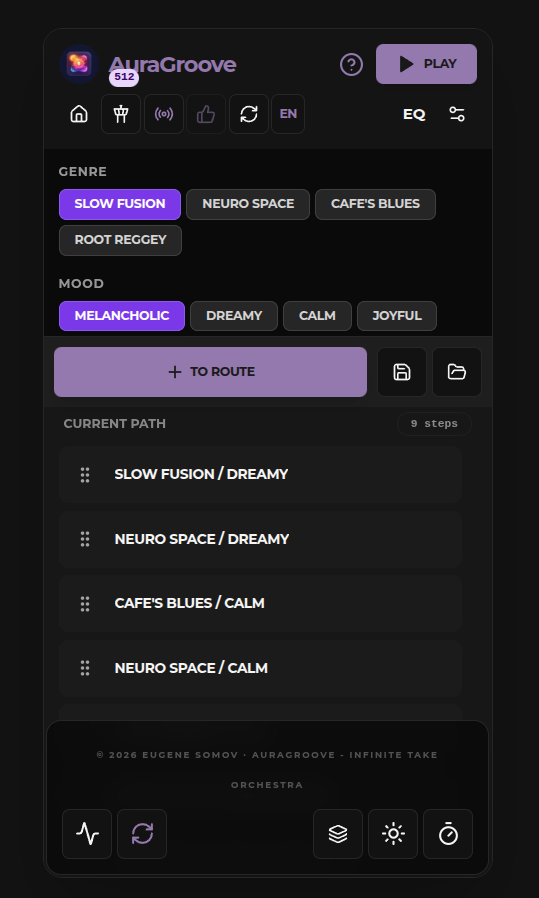 AuraGroove
512
PLAY
EN
EQ
GENRE
SLOW FUSION
NEURO SPACE
CAFE'S BLUES
ROOT REGGEY
MOOD
MELANCHOLIC
DREAMY
CALM
JOYFUL
TO ROUTE
CURRENT PATH
9 steps
SLOW FUSION / DREAMY
NEURO SPACE / DREAMY
CAFE'S BLUES / CALM
NEURO SPACE / CALM
© 2026 EUGENE SOMOV · AURAGROOVE - INFINITE TAKE
ORCHESTRA